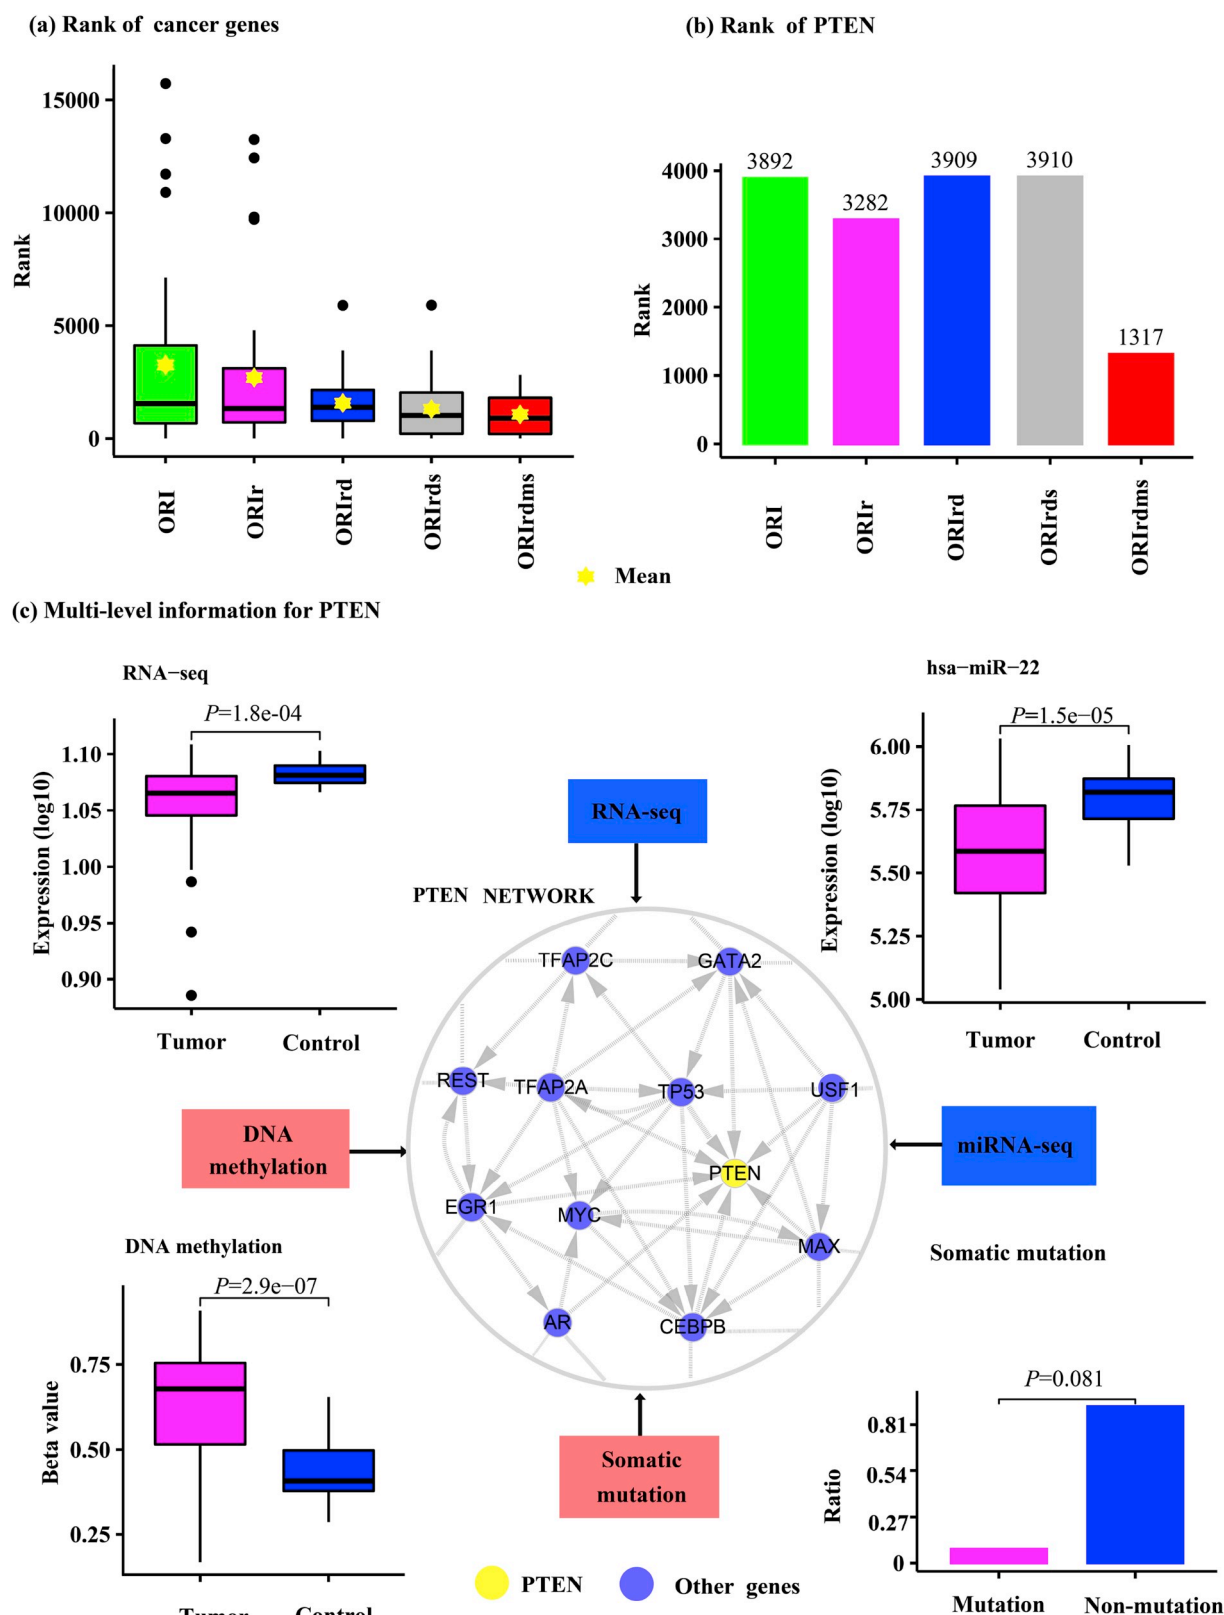 (a) Rank of cancer genes
(b) Rank of PTEN
Rank
15000
10000
5000
0
ORI
ORIr
ORIrd
ORIrds
ORIrdms
Mean
Rank
4000
3000
2000
1000
0
3892
3282
3909
3910
1317
ORI
ORIr
ORIrd
ORIrds
ORIrdms
(c) Multi-level information for PTEN
RNA−seq
P=1.8e-04
Expression (log10)
1.10
1.05
1.00
0.95
0.90
Tumor
Control
hsa−miR−22
P=1.5e−05
Expression (log10)
6.00
5.75
5.50
5.25
5.00
Tumor
Control
RNA-seq
PTEN NETWORK
TFAP2C
GATA2
REST
TFAP2A
TP53
USF1
PTEN
EGR1
MYC
MAX
AR
CEBPB
DNA
methylation
miRNA-seq
Somatic
mutation
DNA methylation
P=2.9e−07
Beta value
0.75
0.50
0.25
Tumor
Control
Somatic mutation
P=0.081
Ratio
0.81
0.54
0.27
0
Mutation
Non-mutation
PTEN
Other genes